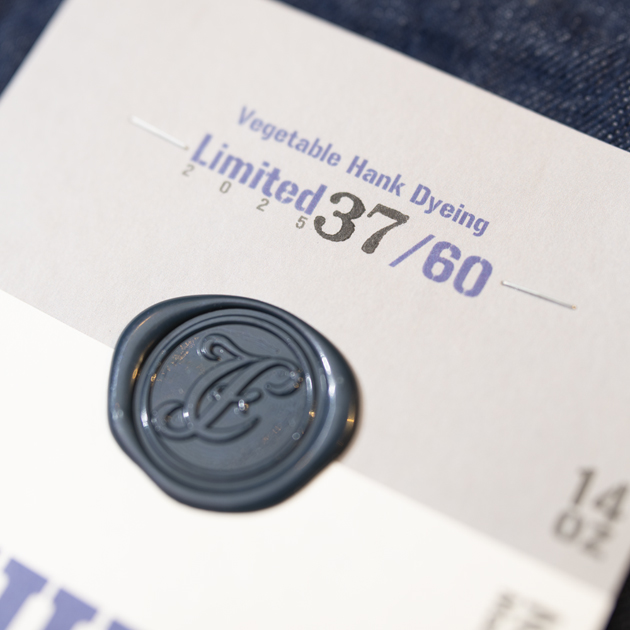 Vegetable Hank Dyeing
Limited 37/60
2025
14
OZ